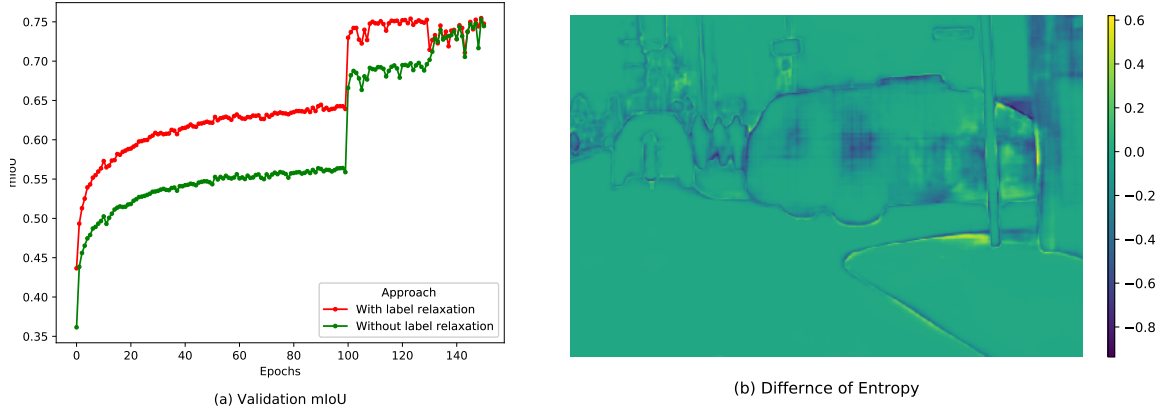 0.75
0.70
0.65
0.60
0.55
0.50
0.45
0.40
0.35
mIoU
0 20 40 60 80 100 120 140
Epochs
Approach
With label relaxation
Without label relaxation
(a) Validation mIoU
0.6
0.4
0.2
0.0
−0.2
−0.4
−0.6
−0.8
(b) Differnce of Entropy